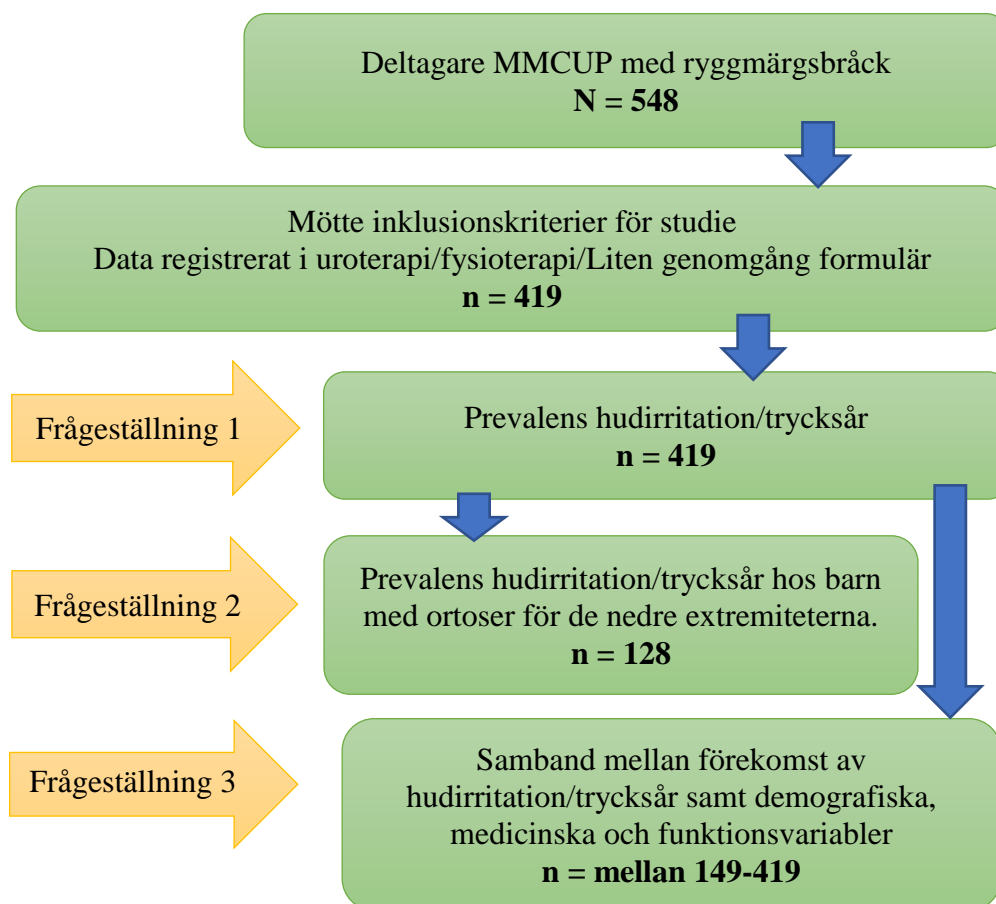 Deltagare MMCUP med ryggmärgsbråck
N = 548
Mötte inklusionskriterier för studie
Data registrerat i uroterapi/fysioterapi/Liten genomgång formulär
n = 419
Frågeställning 1
Prevalens hudirritation/trycksår
n = 419
Frågeställning 2
Prevalens hudirritation/trycksår hos barn
med ortoser för de nedre extremiteterna.
n = 128
Frågeställning 3
Samband mellan förekomst av
hudirritation/trycksår samt demografiska,
medicinska och funktionsvariabler
n = mellan 149-419